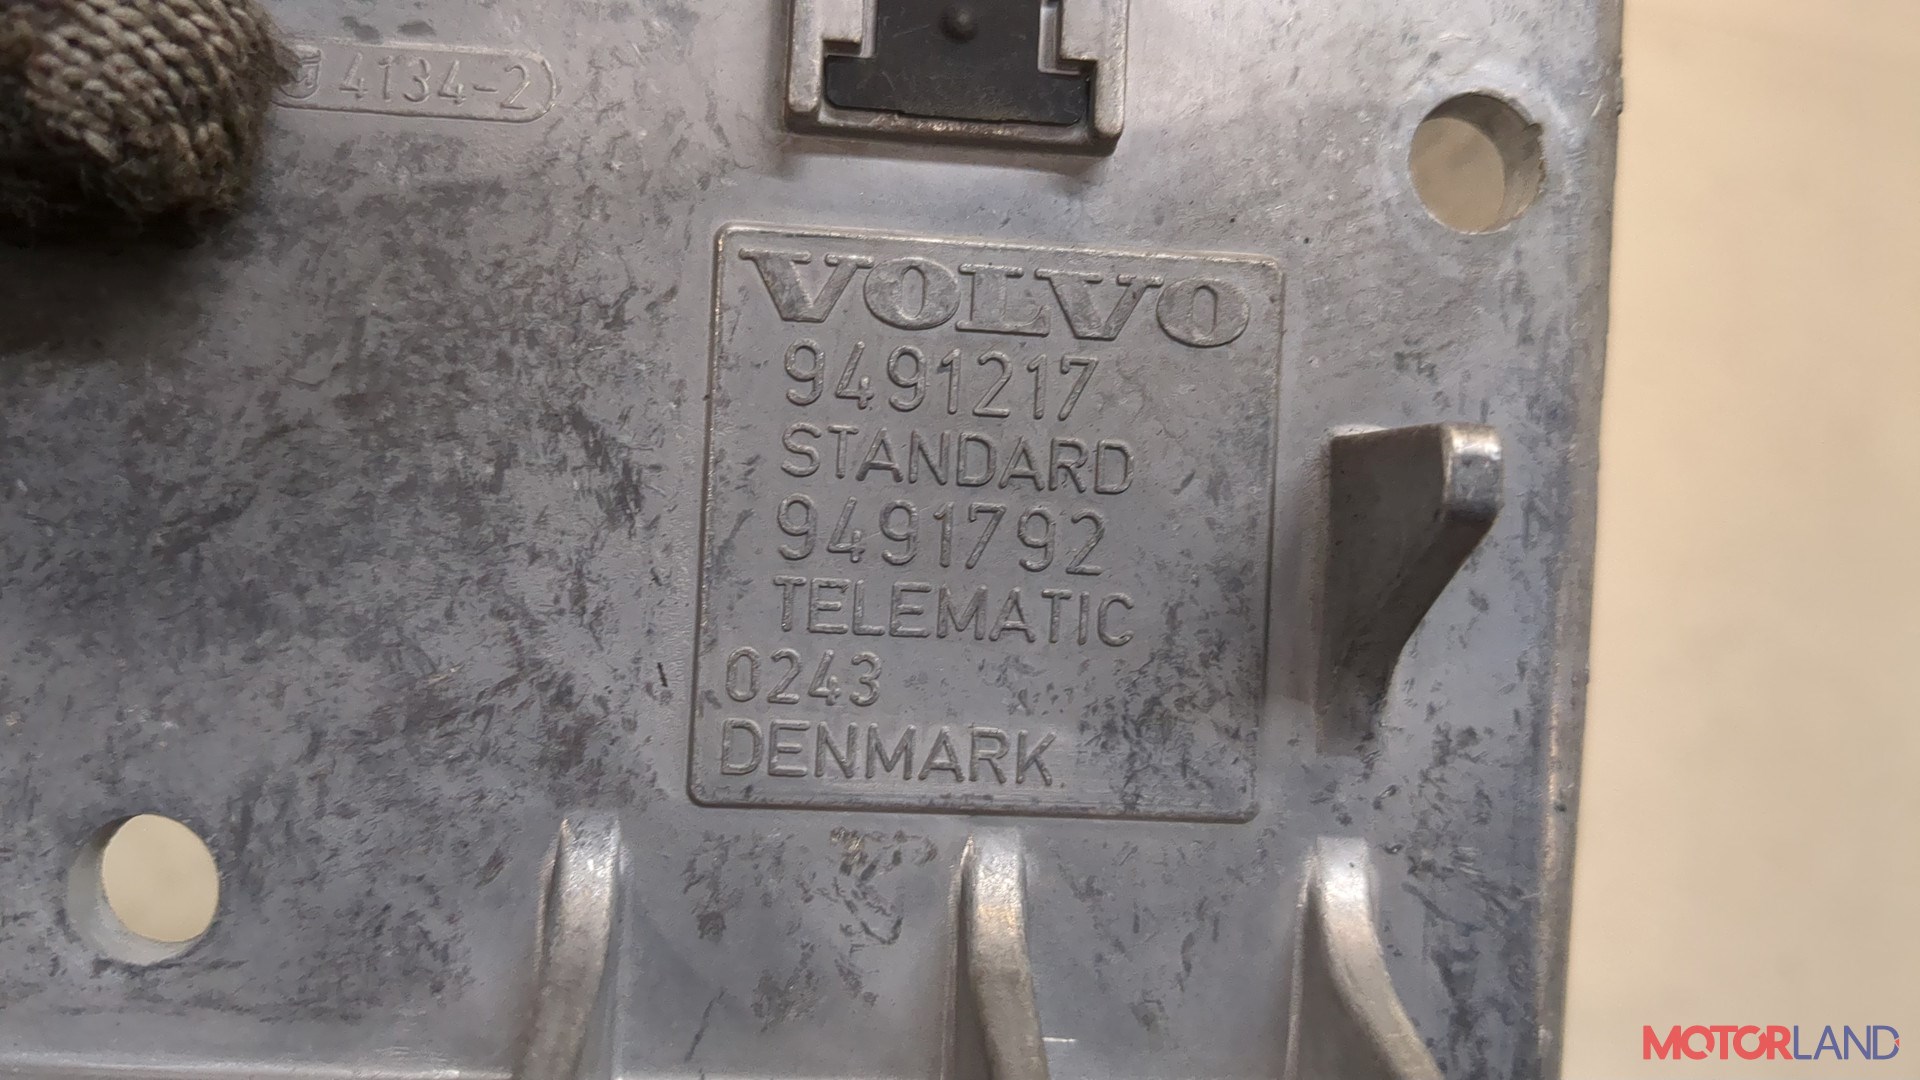 4134-2
VOLVO
9491217
STANDARD
9491792
TELEMATIC
0243
DENMARK
MOTORLAND